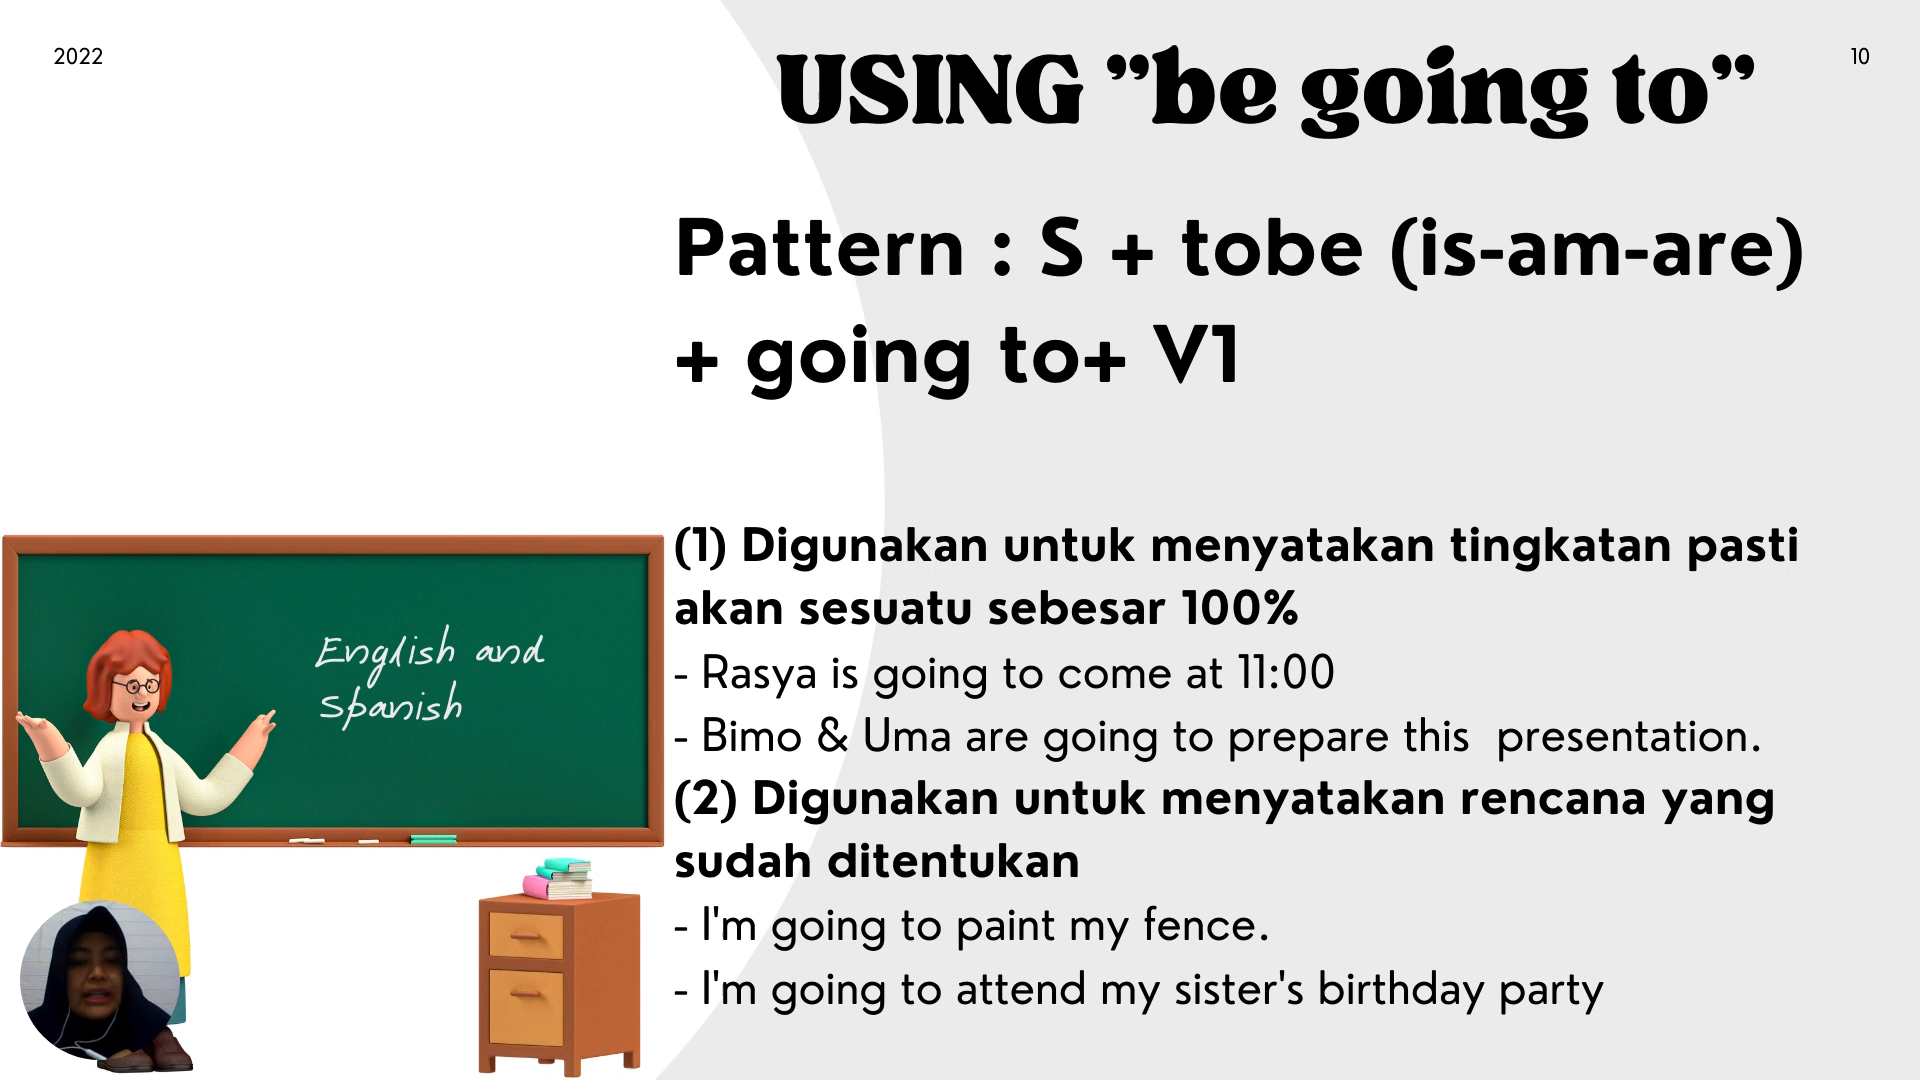 2022
10
USING ”be going to”
Pattern : S + tobe (is-am-are)
+ going to+ V1
(1) Digunakan untuk menyatakan tingkatan pasti
akan sesuatu sebesar 100%
- Rasya is going to come at 11:00
- Bimo & Uma are going to prepare this  presentation.
(2) Digunakan untuk menyatakan rencana yang
sudah ditentukan
- I'm going to paint my fence.
- I'm going to attend my sister's birthday party
English and
Spanish